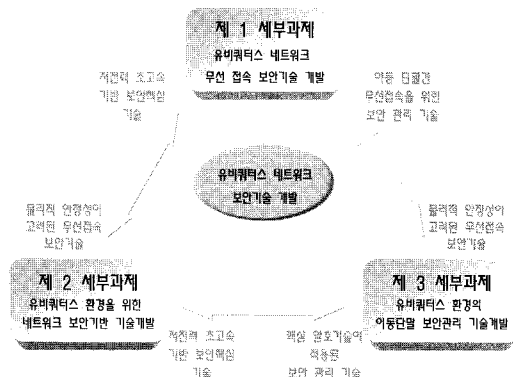 제 1 세부과제
유비쿼터스 네트워크
무선 접속 보안기술 개발
저전력 초고속
기반 보안핵심
기술
이동 단말간
무선접속을 위한
보안 관리 기술
유비쿼터스 네트워크
보안기술 개발
물리적 안정성이
고려된 무선접속
보안기술
물리적 안정성이
고려된 무선접속
보안기술
제 2 세부과제
유비쿼터스 환경을 위한
네트워크 보안기반 기술개발
제 3 세부과제
유비쿼터스 환경의
이동단말 보안관리 기술개발
저전력 초고속
기반 보안핵심
기술
핵심 암호기술이
적용된
보안 관리 기술